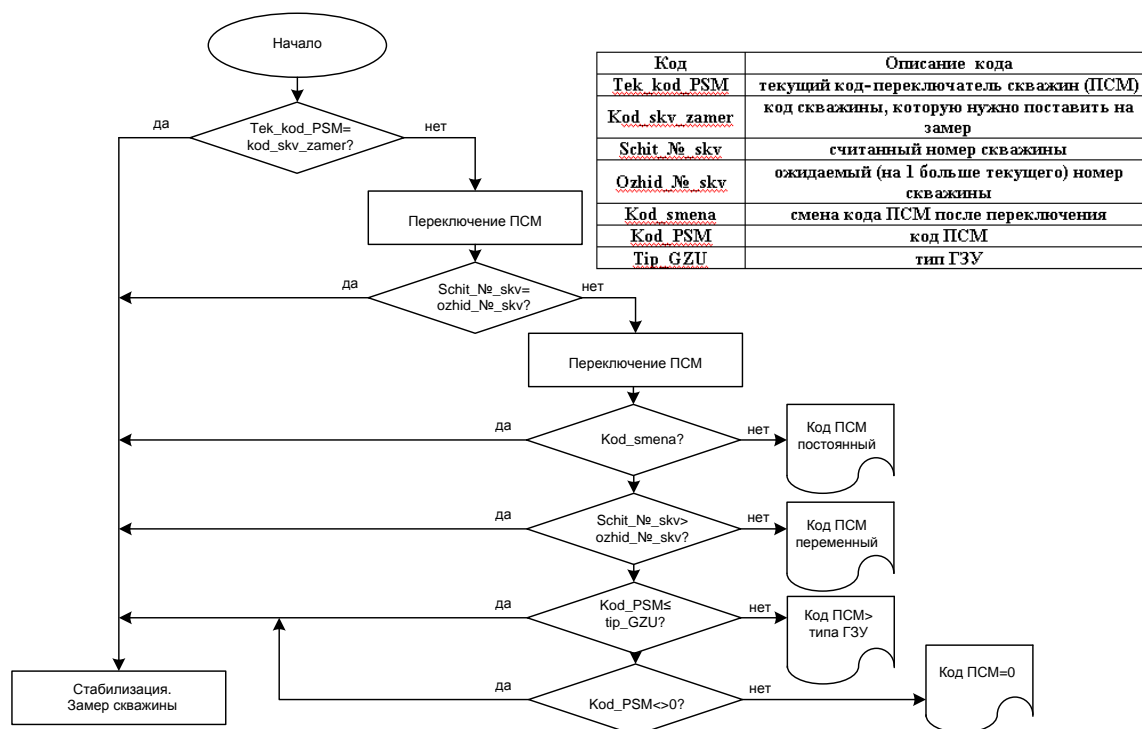 Начало
Код Описание кода
Tek_kod_PSM текущий код-переключатель скважин (ПСМ)
Kod_skv_zamer код скважины, которую нужно поставить на
замер
Schit_№_skv считанный номер скважины
Ozhid_№_skv ожидаемый (на 1 больше текущего) номер
скважины
Kod_smena смена кода ПСМ после переключения
Kod_PSM код ПСМ
Tip_GZU тип ГЗУ
да
Tek_kod_PSM=
kod_skv_zamer?
нет
Переключение ПСМ
да
Schit_№_skv=
ozhid_№_skv?
нет
Переключение ПСМ
да
Kod_smena?
нет
Код ПСМ
постоянный
да
Schit_№_skv>
ozhid_№_skv?
нет
Код ПСМ
переменный
да
Kod_PSM≤
tip_GZU?
нет
Код ПСМ>
типа ГЗУ
Стабилизация.
Замер скважины
да
Kod_PSM<>0?
нет
Код ПСМ=0